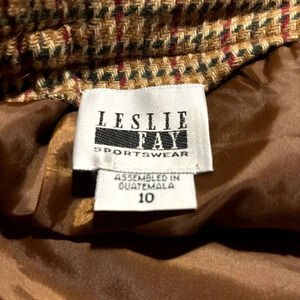 LESLIE
FAY
SPORTSWEAR
ASSEMBLED IN
GUATEMALA
10